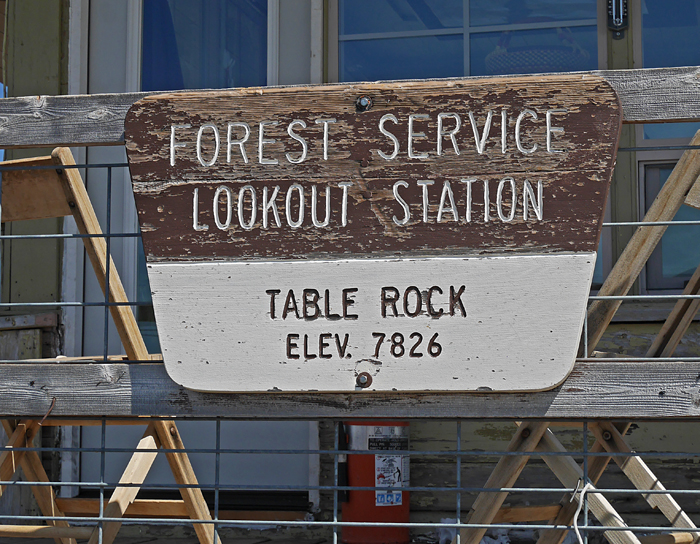 FOREST SERVICE
LOOKOUT STATION
TABLE ROCK
ELEV. 7826